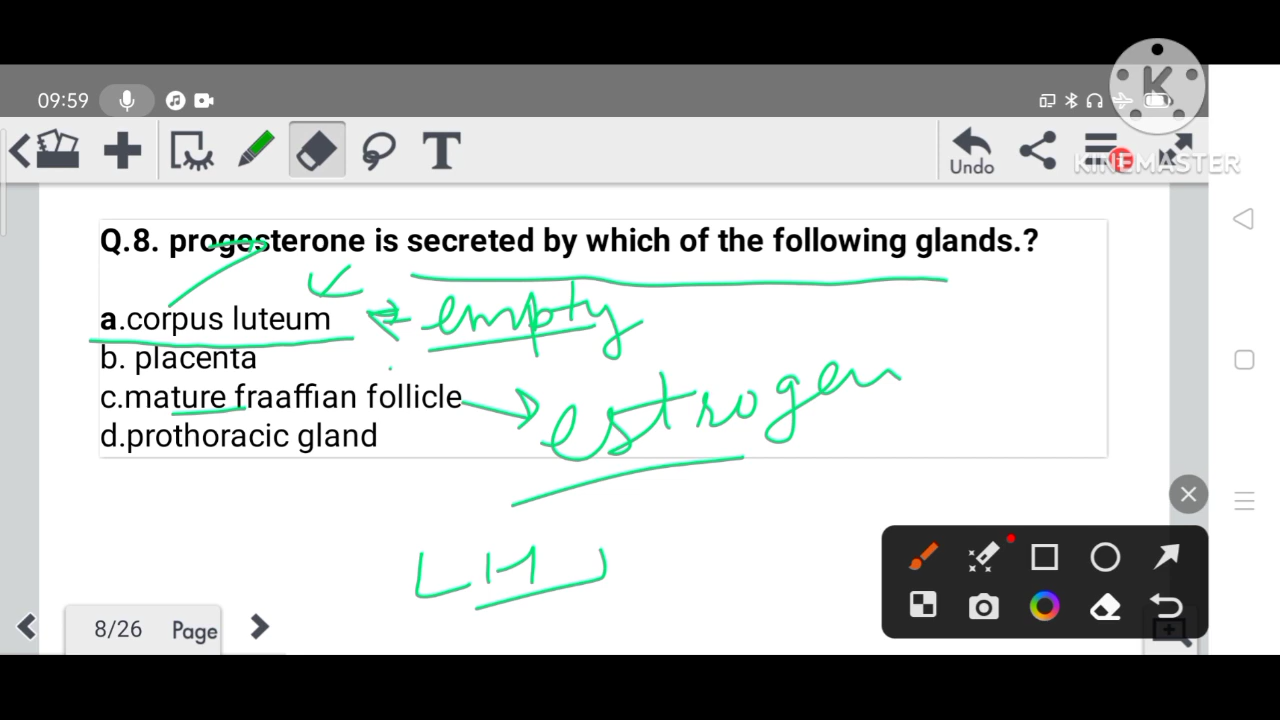 09:59
K
KINEMASTER
T
Undo
Q.8. progesterone is secreted by which of the following glands.?
a.corpus luteum
empty
b. placenta
c.mature fraaffian follicle
estrogen
d.prothoracic gland
LH
8/26 Page